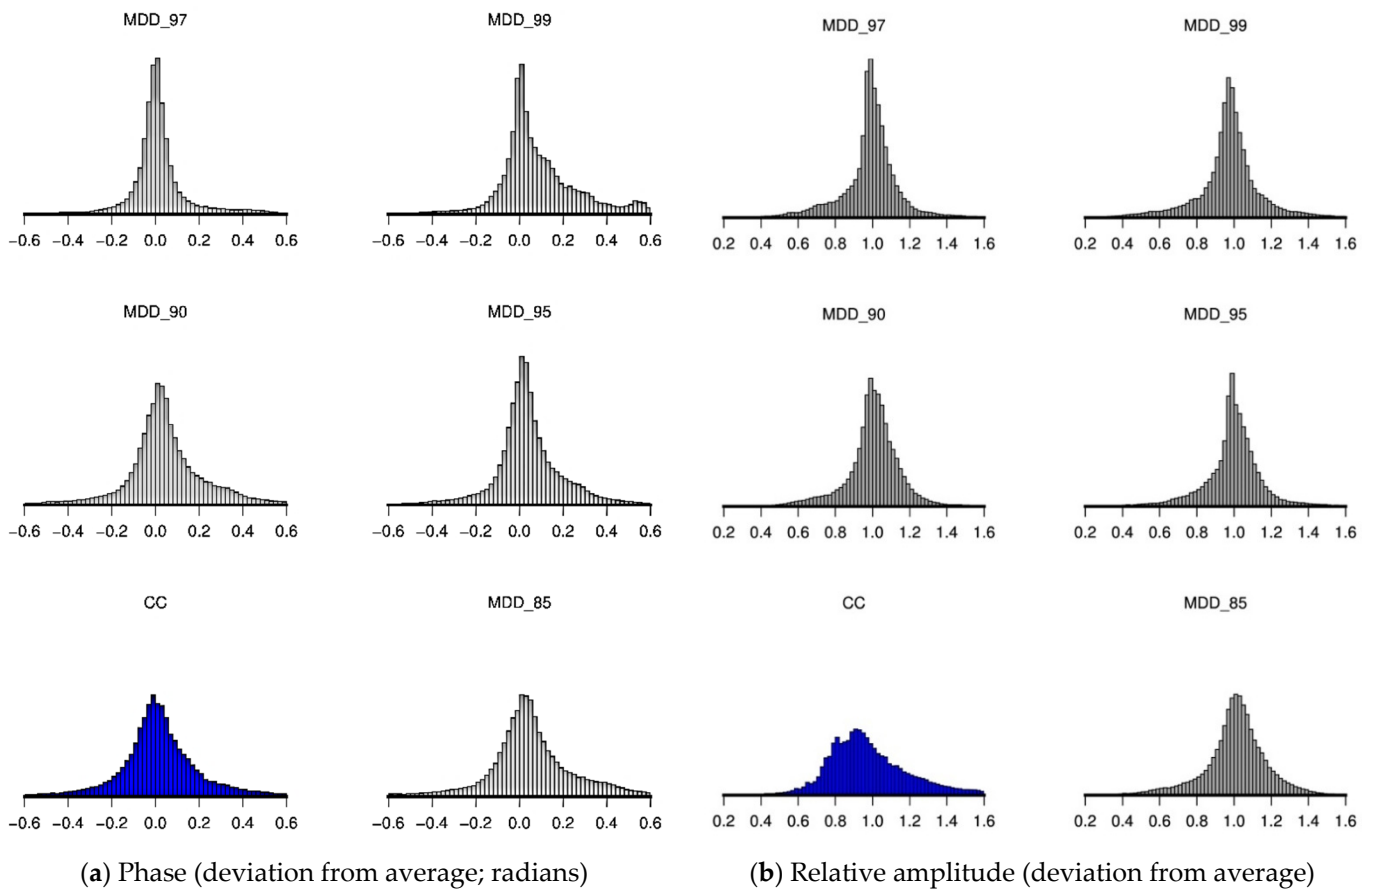 MDD_97 MDD_99 MDD_97 MDD_99
−0.6 −0.4 −0.2 0.0 0.2 0.4 0.6 −0.6 −0.4 −0.2 0.0 0.2 0.4 0.6 0.2 0.4 0.6 0.8 1.0 1.2 1.4 1.6 0.2 0.4 0.6 0.8 1.0 1.2 1.4 1.6
MDD_90 MDD_95 MDD_90 MDD_95
−0.6 −0.4 −0.2 0.0 0.2 0.4 0.6 −0.6 −0.4 −0.2 0.0 0.2 0.4 0.6 0.2 0.4 0.6 0.8 1.0 1.2 1.4 1.6 0.2 0.4 0.6 0.8 1.0 1.2 1.4 1.6
CC MDD_85 CC MDD_85
−0.6 −0.4 −0.2 0.0 0.2 0.4 0.6 −0.6 −0.4 −0.2 0.0 0.2 0.4 0.6 0.2 0.4 0.6 0.8 1.0 1.2 1.4 1.6 0.2 0.4 0.6 0.8 1.0 1.2 1.4 1.6
(a) Phase (deviation from average; radians) (b) Relative amplitude (deviation from average)